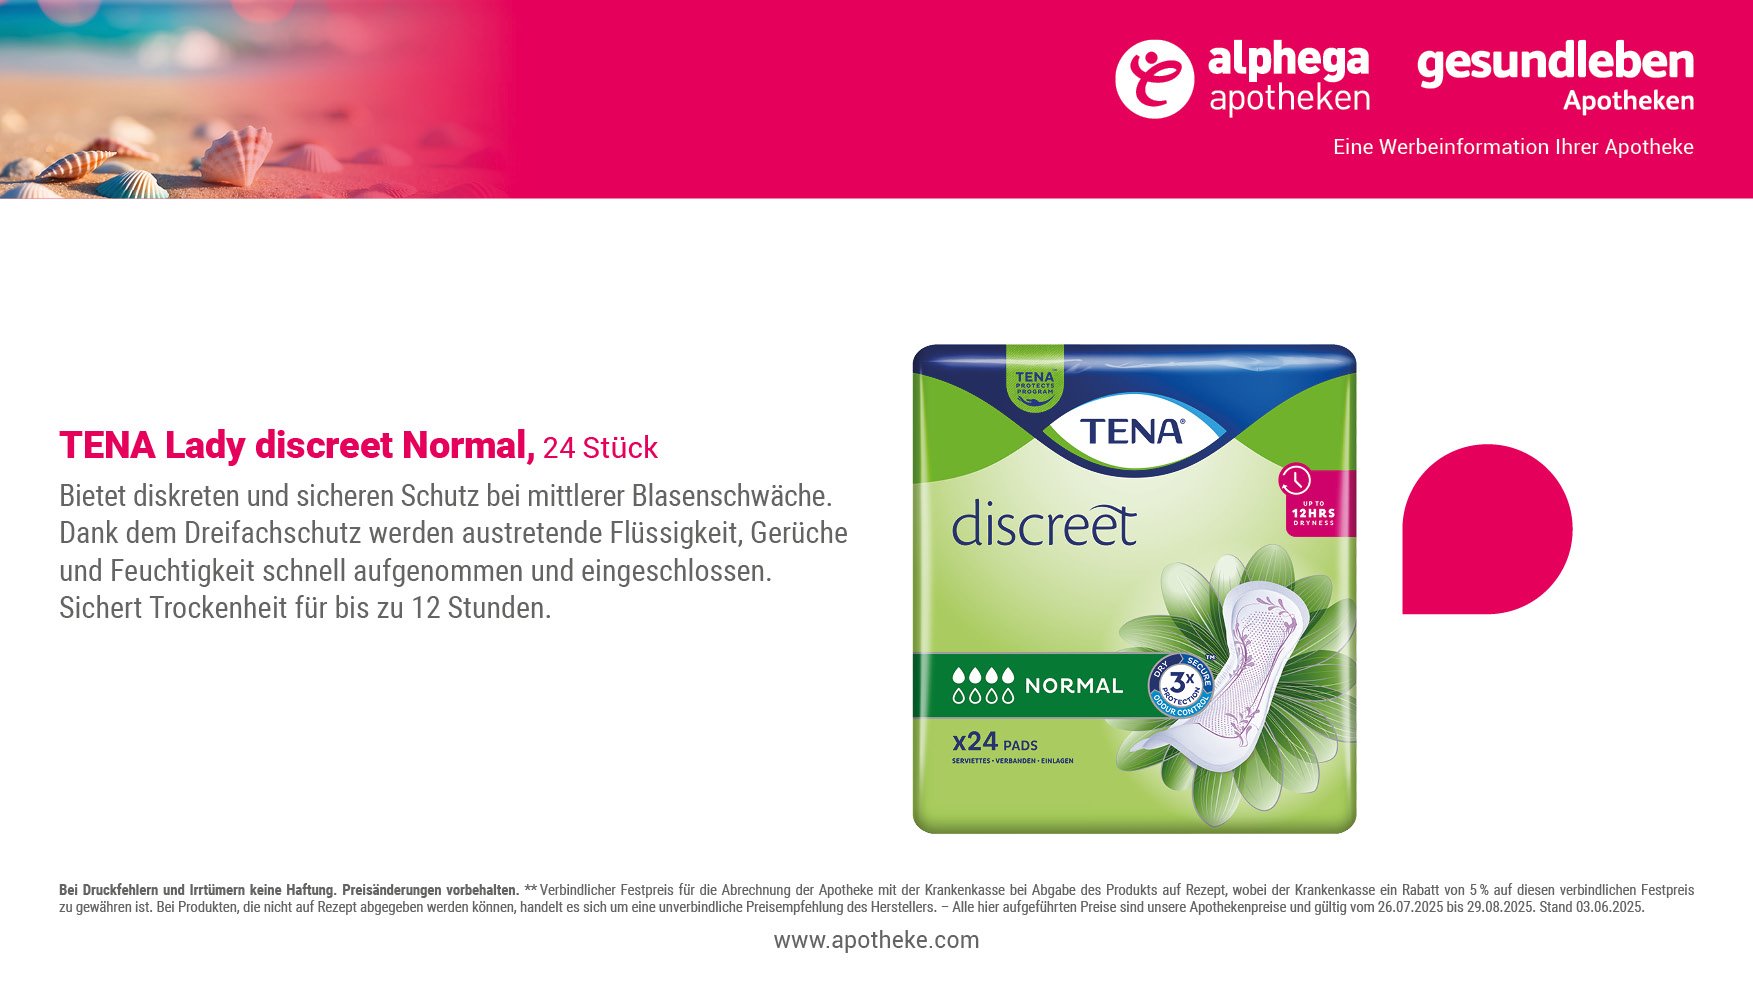 alphega
apotheken
gesundleben
Apotheken
Eine Werbeinformation Ihrer Apotheke
TENA Lady discreet Normal, 24 Stück
Bietet diskreten und sicheren Schutz bei mittlerer Blasenschwäche.
Dank dem Dreifachschutz werden austretende Flüssigkeit, Gerüche
und Feuchtigkeit schnell aufgenommen und eingeschlossen.
Sichert Trockenheit für bis zu 12 Stunden.
TENA™
PROTECTS
PROGRAM
TENA®
discreet
UP TO
12HRS
DRYNESS
NORMAL
DRY SECURE™
3x
PROTECTION
ODOUR CONTROL
x24 PADS
SERVIETTES • VERBANDEN • EINLAGEN
Bei Druckfehlern und Irrtümern keine Haftung. Preisänderungen vorbehalten. ** Verbindlicher Festpreis für die Abrechnung der Apotheke mit der Krankenkasse bei Abgabe des Produkts auf Rezept, wobei der Krankenkasse ein Rabatt von 5 % auf diesen verbindlichen Festpreis
zu gewähren ist. Bei Produkten, die nicht auf Rezept abgegeben werden können, handelt es sich um eine unverbindliche Preisempfehlung des Herstellers. – Alle hier aufgeführten Preise sind unsere Apothekenpreise und gültig vom 26.07.2025 bis 29.08.2025. Stand 03.06.2025.
www.apotheke.com